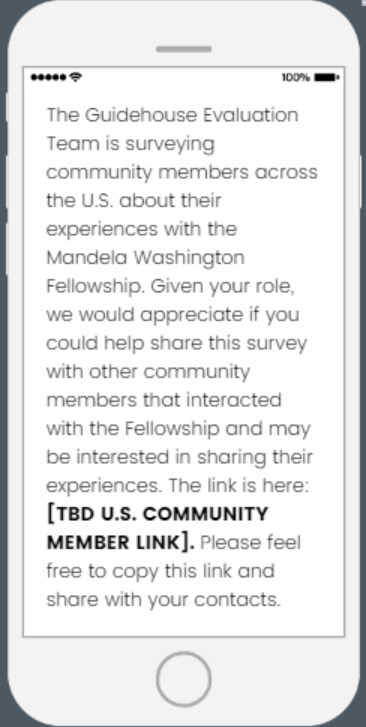 100%
The Guidehouse Evaluation
Team is surveying
community members across
the U.S. about their
experiences with the
Mandela Washington
Fellowship. Given your role,
we would appreciate if you
could help share this survey
with other community
members that interacted
with the Fellowship and may
be interested in sharing their
experiences. The link is here:
[TBD U.S. COMMUNITY
MEMBER LINK]. Please feel
free to copy this link and
share with your contacts.